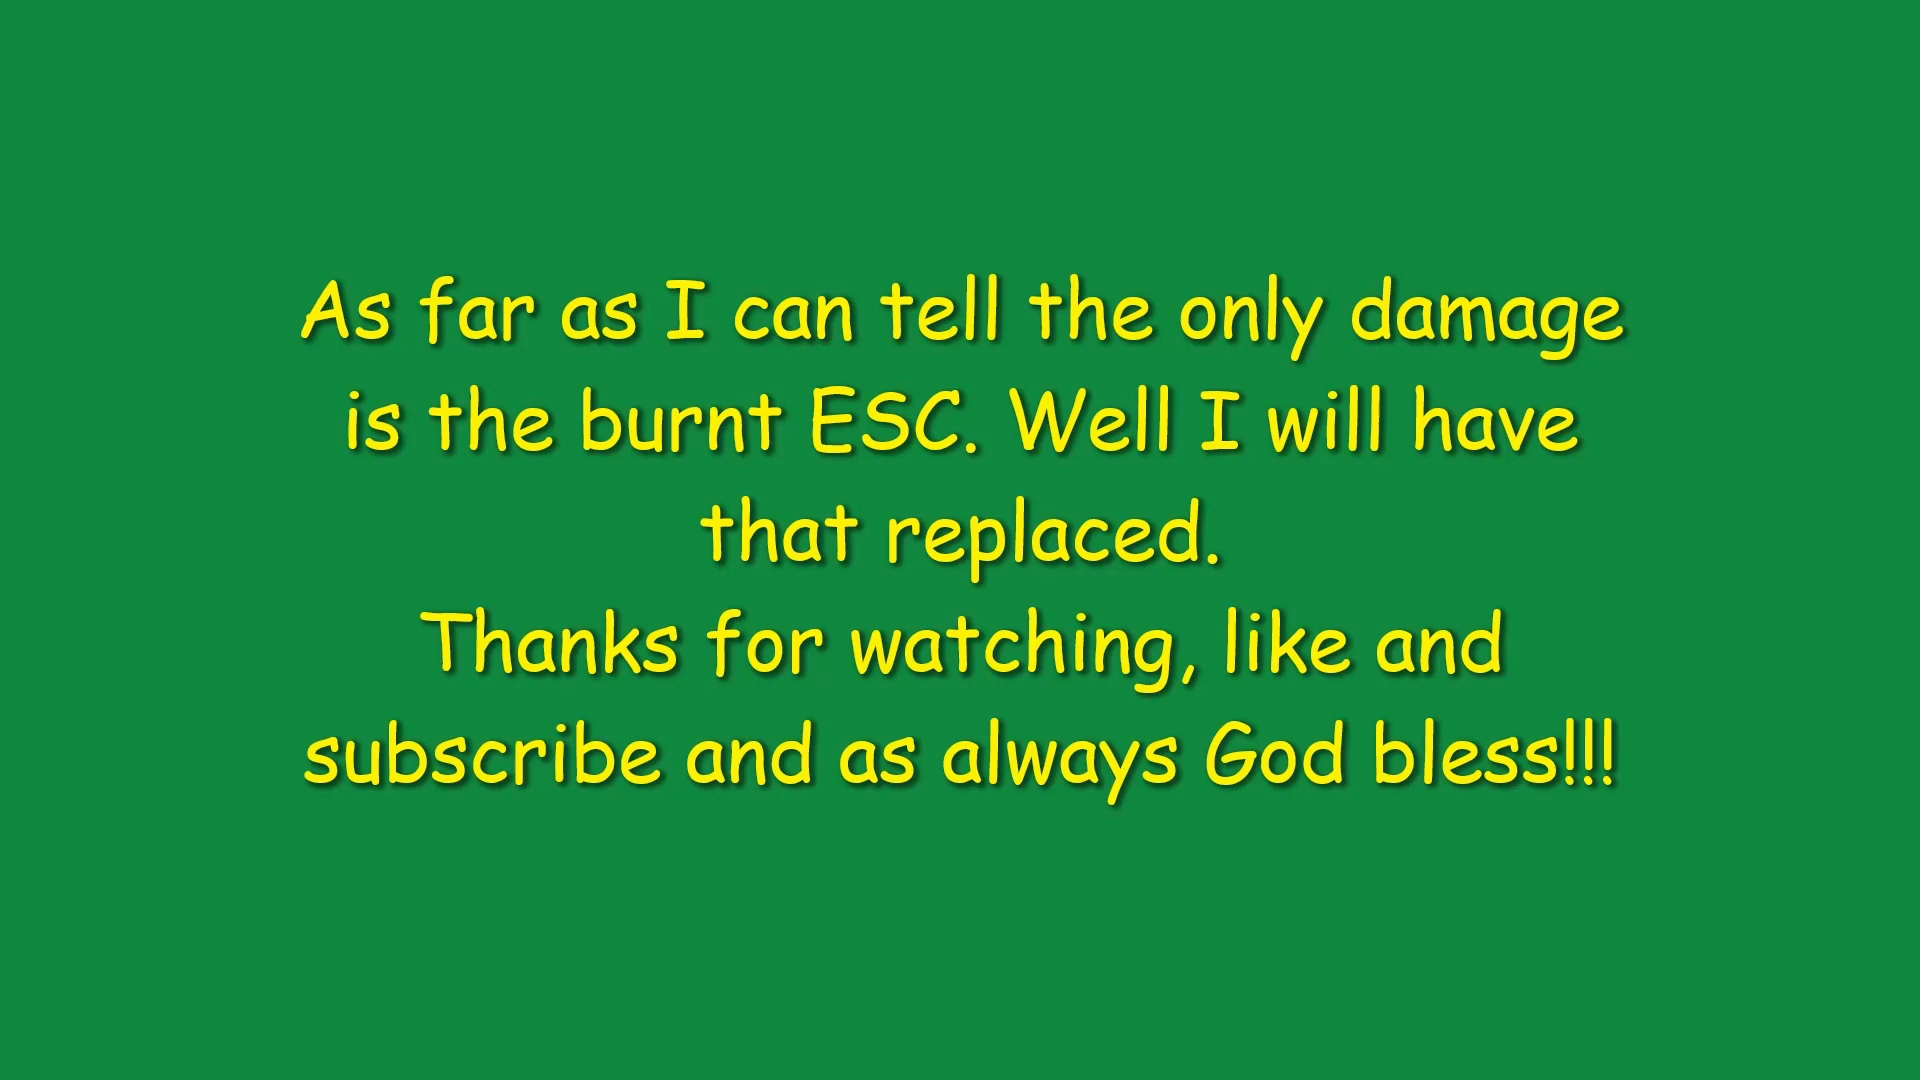 As far as I can tell the only damage
is the burnt ESC. Well I will have
that replaced.
Thanks for watching, like and
subscribe and as always God bless!!!